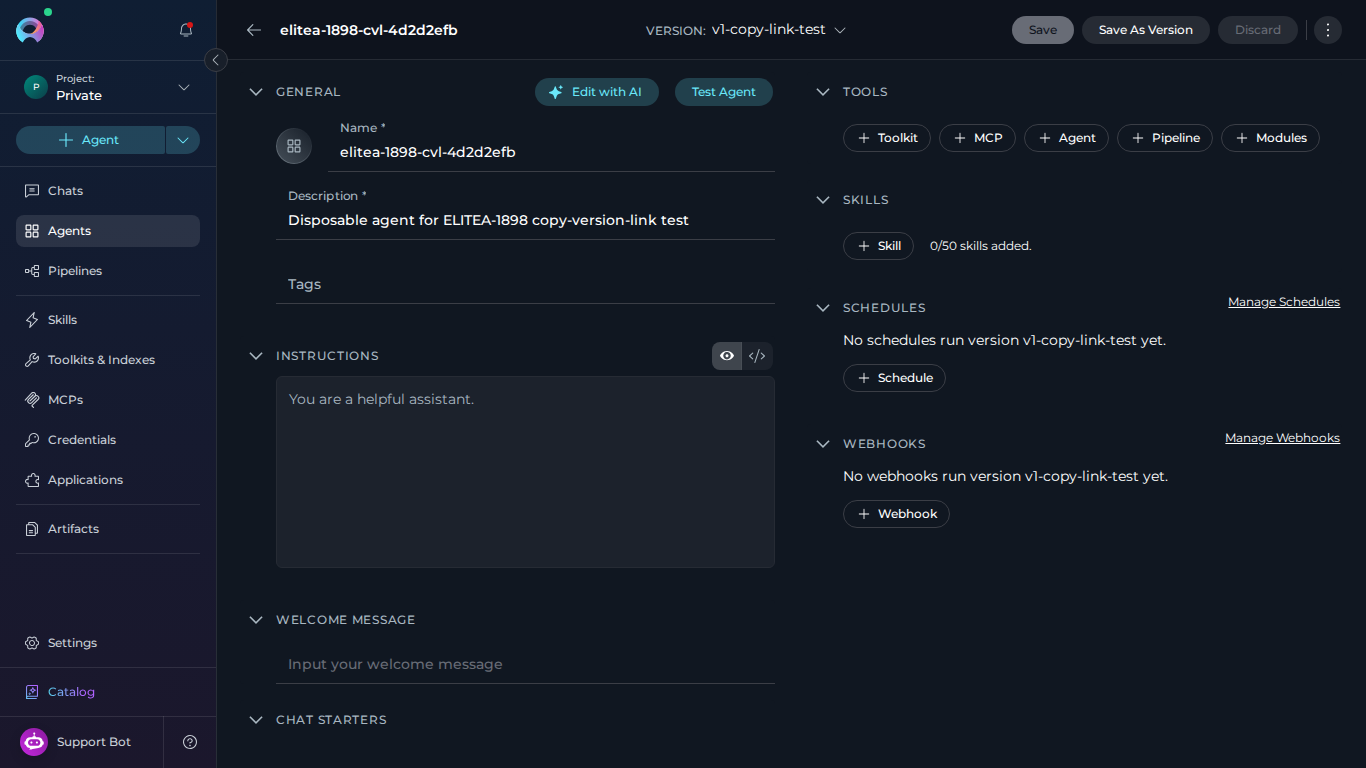 elitea-1898-cvl-4d2d2efb
VERSION: v1-copy-link-test
Save
Save As Version
Discard
Project:
P
Private
Agent
Chats
Agents
Pipelines
Skills
Toolkits & Indexes
MCPs
Credentials
Applications
Artifacts
Settings
Catalog
Support Bot
GENERAL
Edit with AI
Test Agent
Name *
elitea-1898-cvl-4d2d2efb
Description *
Disposable agent for ELITEA-1898 copy-version-link test
Tags
INSTRUCTIONS
You are a helpful assistant.
WELCOME MESSAGE
Input your welcome message
CHAT STARTERS
TOOLS
Toolkit
MCP
Agent
Pipeline
Modules
SKILLS
Skill
0/50 skills added.
SCHEDULES
Manage Schedules
No schedules run version v1-copy-link-test yet.
Schedule
WEBHOOKS
Manage Webhooks
No webhooks run version v1-copy-link-test yet.
Webhook